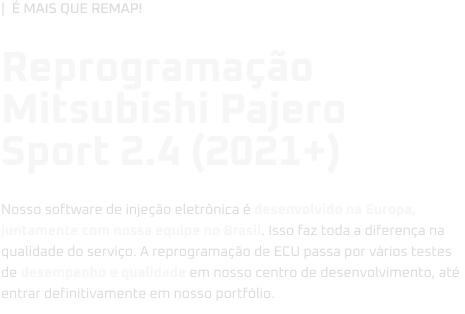 | É MAIS QUE REMAP!
Reprogramação
Mitsubishi Pajero
Sport 2.4 (2021+)
Nosso software de injeção eletrônica é desenvolvido na Europa,
juntamente com nossa equipe no Brasil. Isso faz toda a diferença na
qualidade do serviço. A reprogramação de ECU passa por vários testes
de desempenho e qualidade em nosso centro de desenvolvimento, até
entrar definitivamente em nosso portfólio.